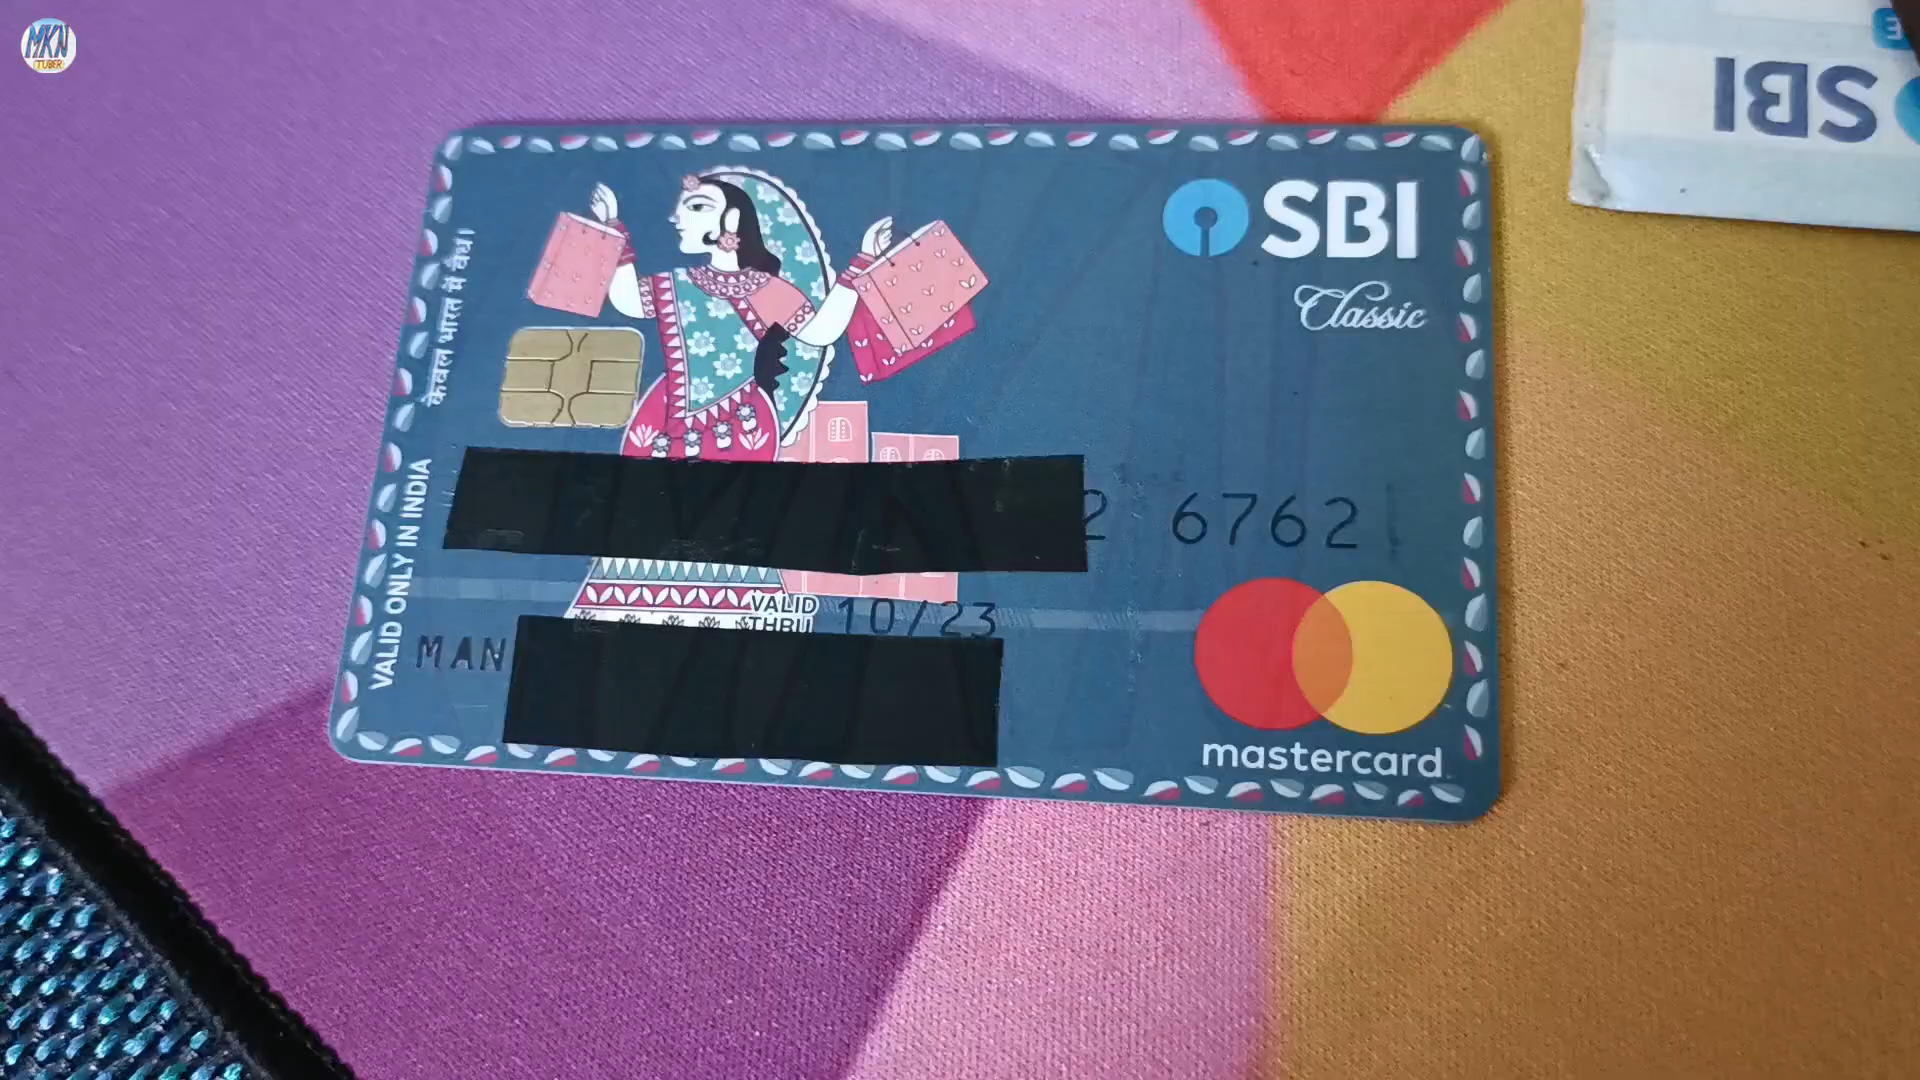 MKN
TUBER
SBI
SBI
Classic
केवल भारत में वैध।
VALID ONLY IN INDIA
2 6762
VALID
THRU 10/23
MAN
mastercard